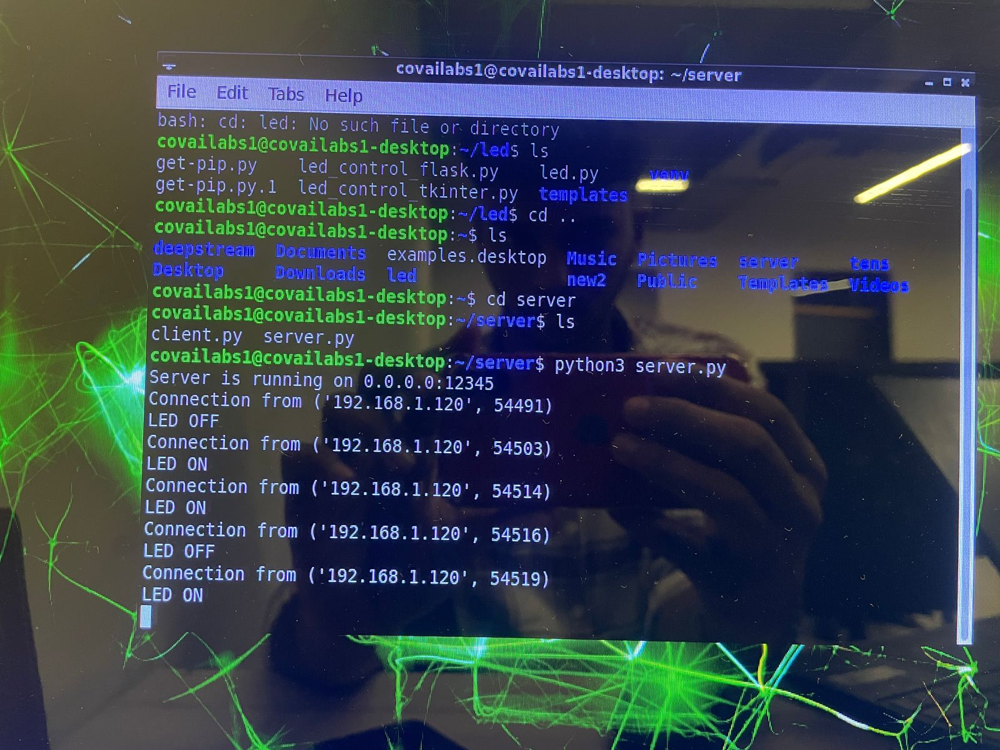 covailabs1@covailabs1-desktop: ~/server
File Edit Tabs Help
bash: cd: led: No such file or directory
covailabs1@covailabs1-desktop:~/led$ ls
get-pip.py led_control_flask.py led.py venv
get-pip.py.1 led_control_tkinter.py templates
covailabs1@covailabs1-desktop:~/led$ cd ..
covailabs1@covailabs1-desktop:~$ ls
deepstream Documents examples.desktop Music Pictures server tens
Desktop Downloads led new2 Public Templates Videos
covailabs1@covailabs1-desktop:~$ cd server
covailabs1@covailabs1-desktop:~/server$ ls
client.py server.py
covailabs1@covailabs1-desktop:~/server$ python3 server.py
Server is running on 0.0.0.0:12345
Connection from ('192.168.1.120', 54491)
LED OFF
Connection from ('192.168.1.120', 54503)
LED ON
Connection from ('192.168.1.120', 54514)
LED ON
Connection from ('192.168.1.120', 54516)
LED OFF
Connection from ('192.168.1.120', 54519)
LED ON